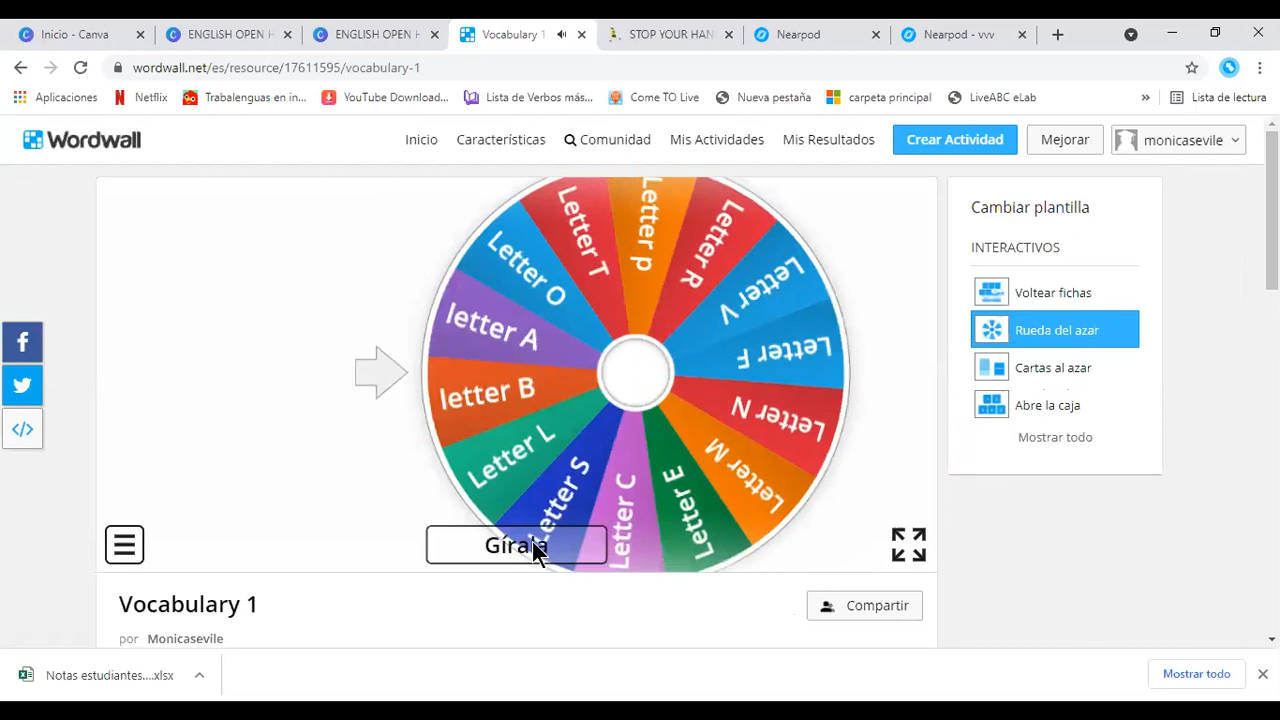 Inicio - Canva
ENGLISH OPEN H
ENGLISH OPEN H
Vocabulary 1
STOP YOUR HAN
Nearpod
Nearpod - vvv
wordwall.net/es/resource/17611595/vocabulary-1
Aplicaciones
Netflix
Trabalenguas en in...
YouTube Download...
Lista de Verbos más...
Come TO Live
Nueva pestaña
carpeta principal
LiveABC eLab
»
Lista de lectura
Wordwall
Inicio
Características
Comunidad
Mis Actividades
Mis Resultados
Crear Actividad
Mejorar
monicasevile
Letter p
Letter R
Letter V
Letter F
Letter N
Letter M
Letter E
Letter C
Letter S
Letter L
letter B
letter A
Letter O
Letter T
Gírala
Cambiar plantilla
INTERACTIVOS
Voltear fichas
Rueda del azar
Cartas al azar
Abre la caja
Mostrar todo
Vocabulary 1
Compartir
por Monicasevile
Notas estudiantes....xlsx
Mostrar todo